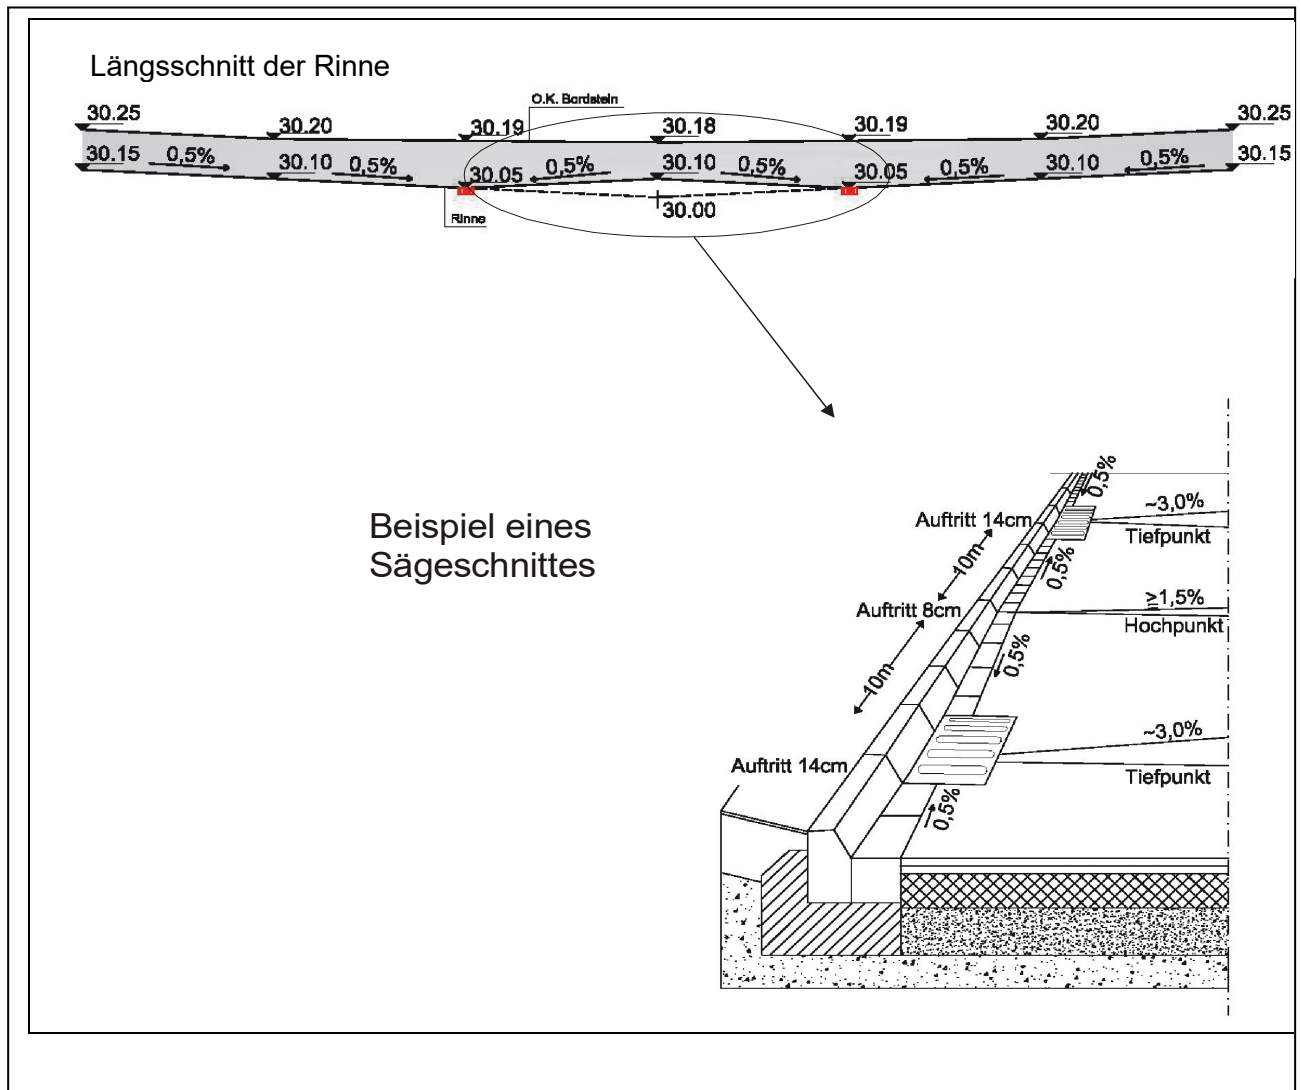 Längsschnitt der Rinne
O.K. Bordstein
30.25
30.20
30.19
30.18
30.19
30.20
30.25
30.15
0,5%
30.10
0,5%
30.05
0,5%
30.10
0,5%
30.05
0,5%
30.10
0,5%
30.15
Rinne
30.00
Beispiel eines
Sägeschnittes
0,5%
~3,0%
Auftritt 14cm
Tiefpunkt
10m
0,5%
≥1,5%
Auftritt 8cm
Hochpunkt
0,5%
10m
~3,0%
Auftritt 14cm
Tiefpunkt
0,5%